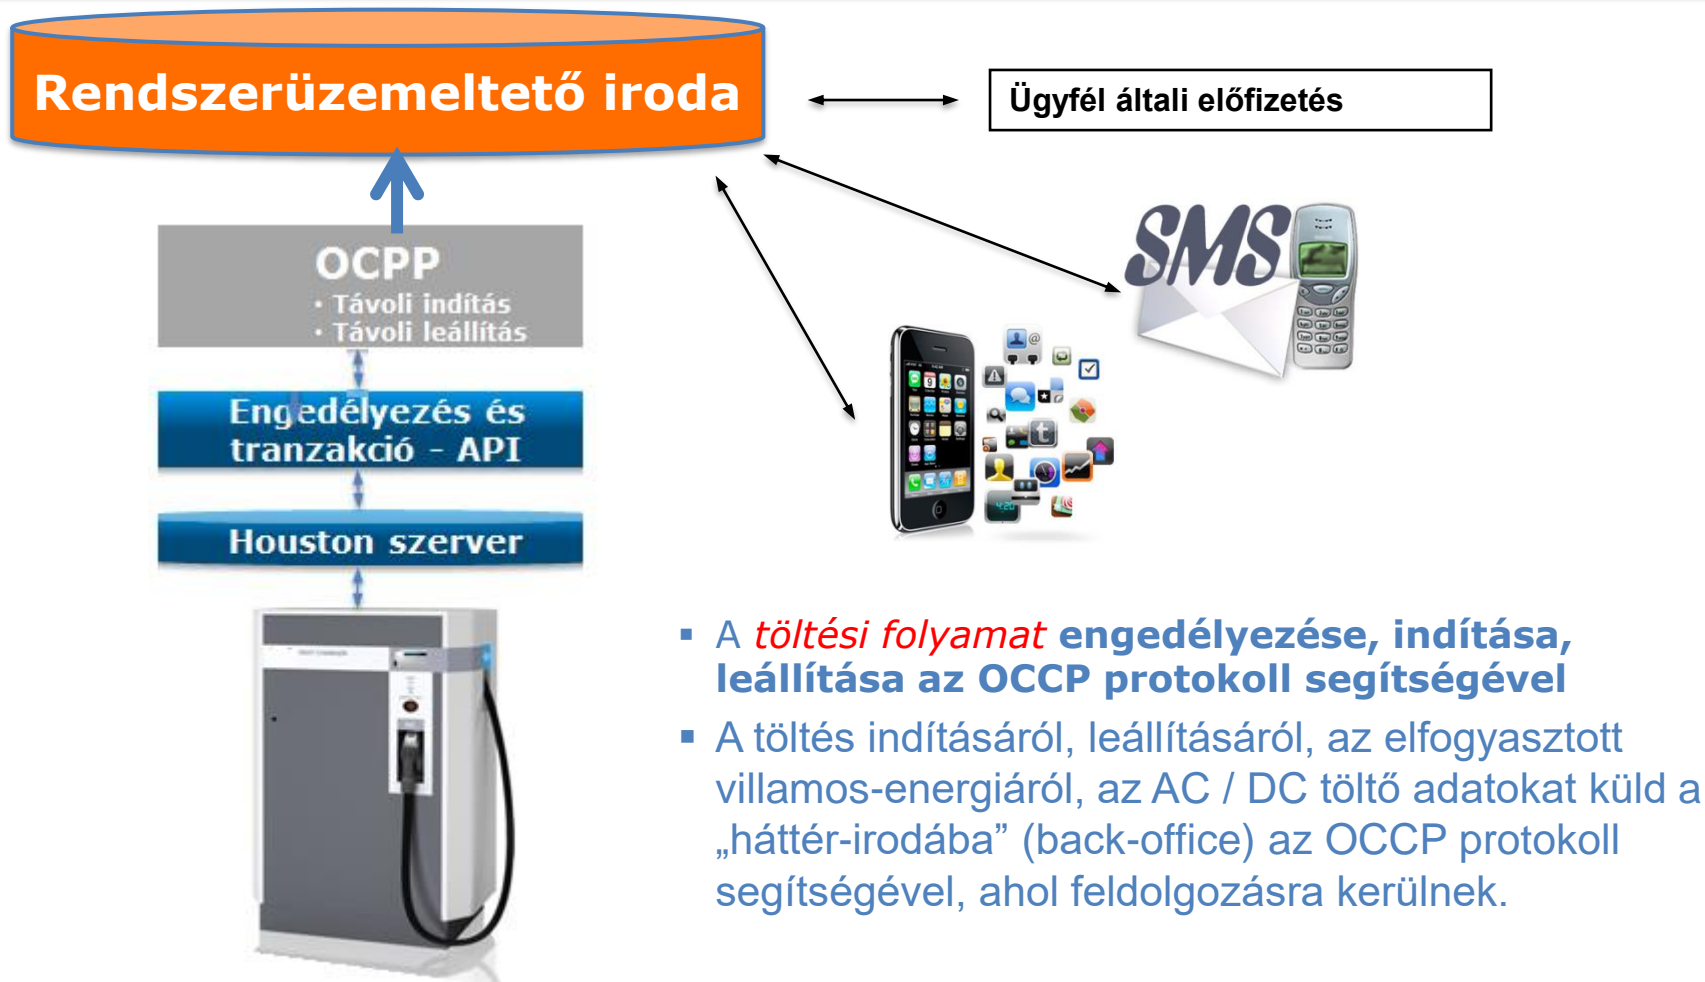 Rendszerüzemeltető iroda
Ügyfél általi előfizetés
OCPP
• Távoli indítás
• Távoli leállítás
SMS
Engedélyezés és
tranzakció - API
Houston szerver
▪ A töltési folyamat engedélyezése, indítása,
leállítása az OCCP protokoll segítségével
▪ A töltés indításáról, leállításáról, az elfogyasztott
villamos-energiáról, az AC / DC töltő adatokat küld a
„háttér-irodába” (back-office) az OCCP protokoll
segítségével, ahol feldolgozásra kerülnek.